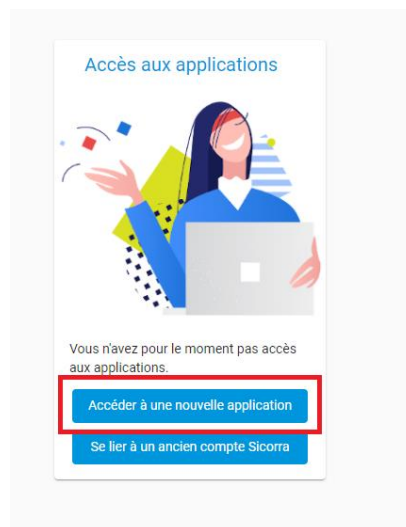 Accès aux applications
Vous n'avez pour le moment pas accès
aux applications.
Accéder à une nouvelle application
Se lier à un ancien compte Sicorra